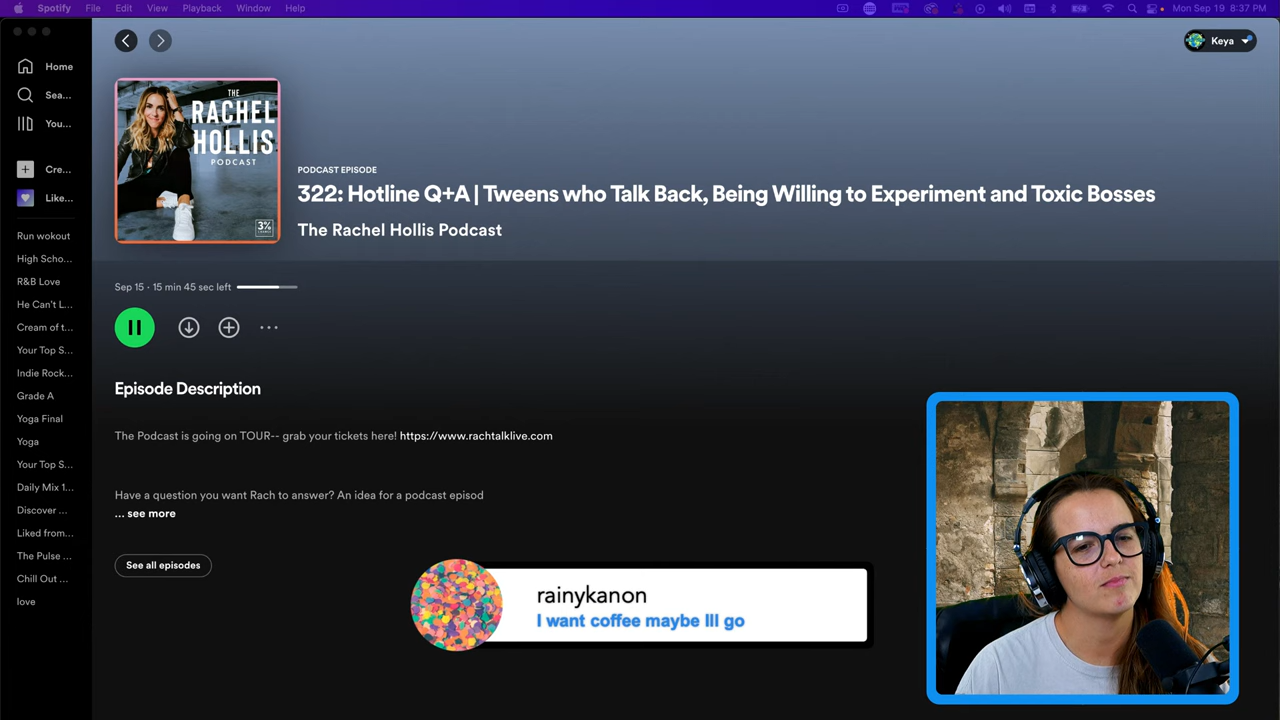 Spotify File Edit View Playback Window Help Mon Sep 19 8:37 PM
Keya
Home
Sea...
You...
Cre...
Like...
Run wokout
High Scho...
R&B Love
He Can't L...
Cream of t...
Your Top S...
Indie Rock...
Grade A
Yoga Final
Yoga
Your Top S...
Daily Mix 1...
Discover ...
Liked from...
The Pulse ...
Chill Out ...
love
THE
RACHEL
HOLLIS
PODCAST
3%
PODCAST EPISODE
322: Hotline Q+A | Tweens who Talk Back, Being Willing to Experiment and Toxic Bosses
The Rachel Hollis Podcast
Sep 15 · 15 min 45 sec left
Episode Description
The Podcast is going on TOUR-- grab your tickets here! https://www.rachtalklive.com
Have a question you want Rach to answer? An idea for a podcast episod
... see more
See all episodes
rainykanon
I want coffee maybe Ill go